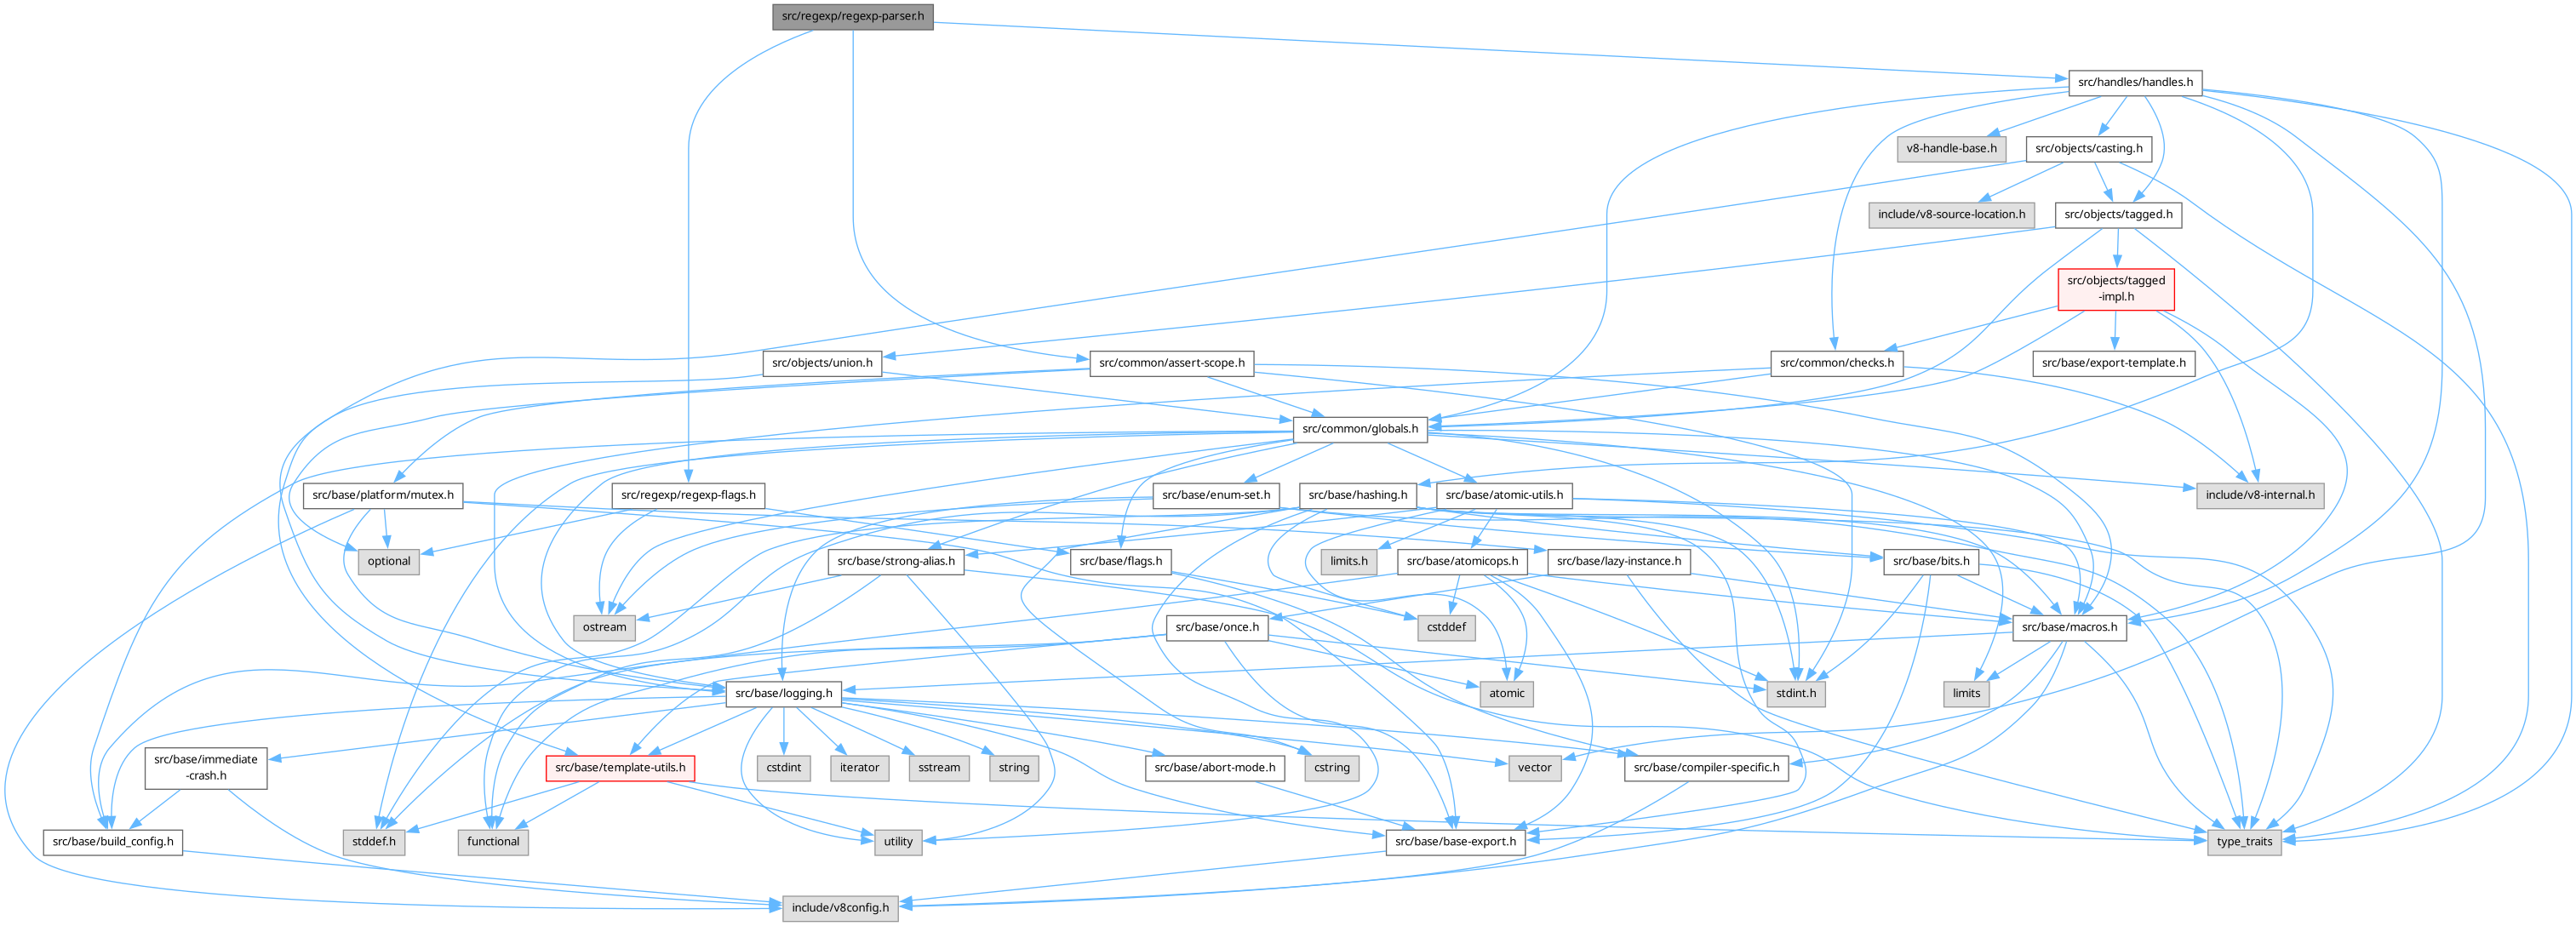 src/regexp/regexp-parser.h
src/handles/handles.h
v8-handle-base.h
src/objects/casting.h
include/v8-source-location.h
src/objects/tagged.h
src/objects/tagged
-impl.h
src/objects/union.h
src/common/assert-scope.h
src/common/checks.h
src/base/export-template.h
src/common/globals.h
src/base/platform/mutex.h
src/regexp/regexp-flags.h
src/base/enum-set.h
src/base/hashing.h
src/base/atomic-utils.h
include/v8-internal.h
optional
src/base/strong-alias.h
src/base/flags.h
limits.h
src/base/atomicops.h
src/base/lazy-instance.h
src/base/bits.h
ostream
cstddef
src/base/once.h
src/base/macros.h
src/base/logging.h
atomic
stdint.h
limits
src/base/immediate
-crash.h
src/base/template-utils.h
cstdint
iterator
sstream
string
src/base/abort-mode.h
cstring
vector
src/base/compiler-specific.h
src/base/build_config.h
stddef.h
functional
utility
src/base/base-export.h
type_traits
include/v8config.h